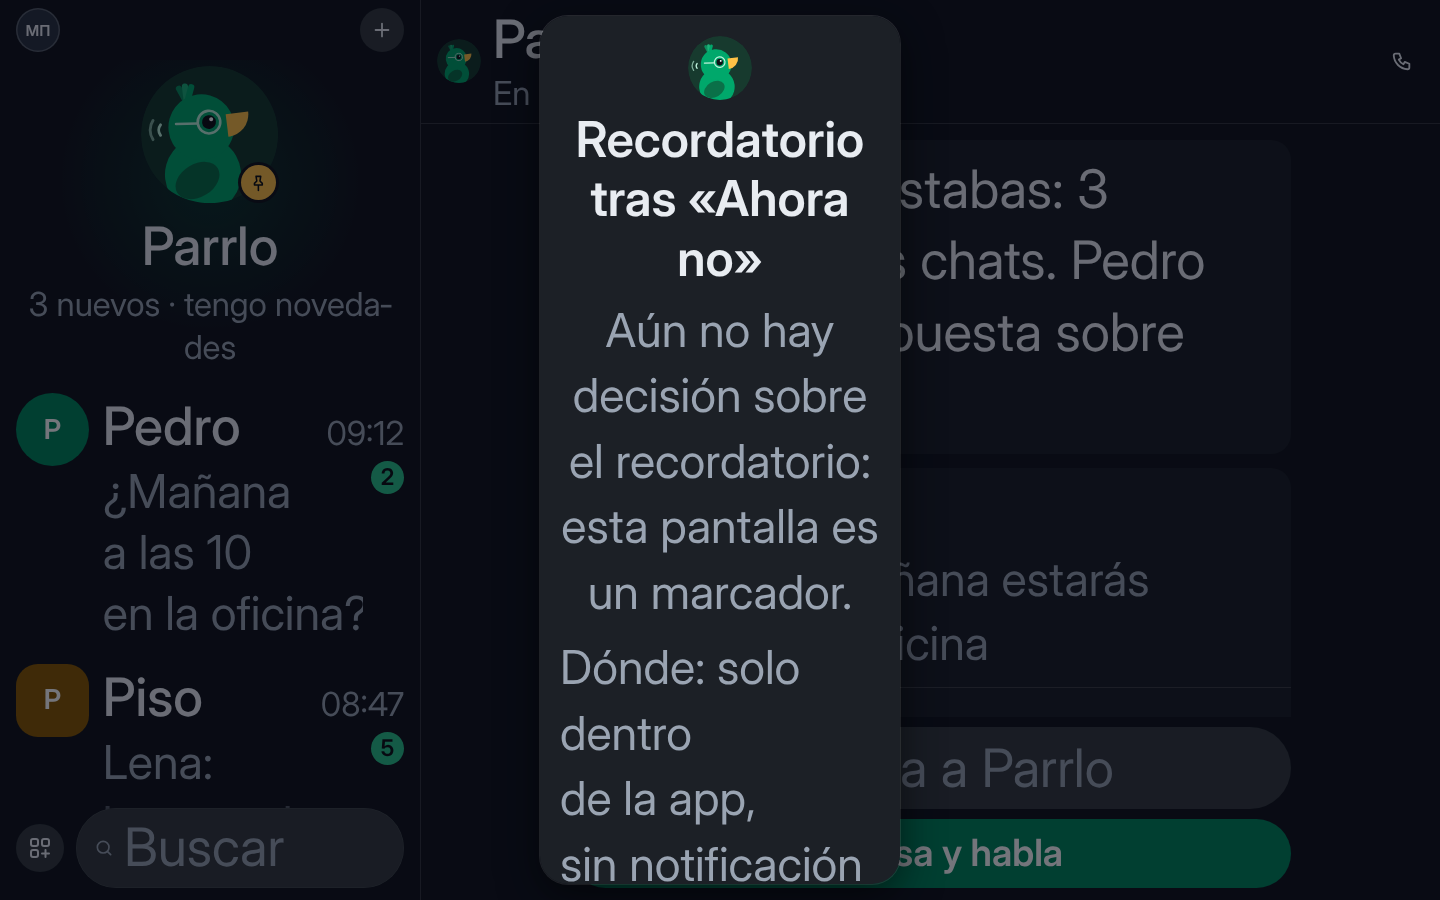 МП
Parrlo
3 nuevos · tengo noveda-
des
P
Pedro
09:12
¿Mañana
a las 10
en la oficina?
2
P
Piso
08:47
Lena:
5
Buscar
Pa
En
stabas: 3
s chats. Pedro
puesta sobre
ñana estarás
icina
a a Parrlo
sa y habla
Recordatorio
tras «Ahora
no»
Aún no hay
decisión sobre
el recordatorio:
esta pantalla es
un marcador.
Dónde: solo
dentro
de la app,
sin notificación